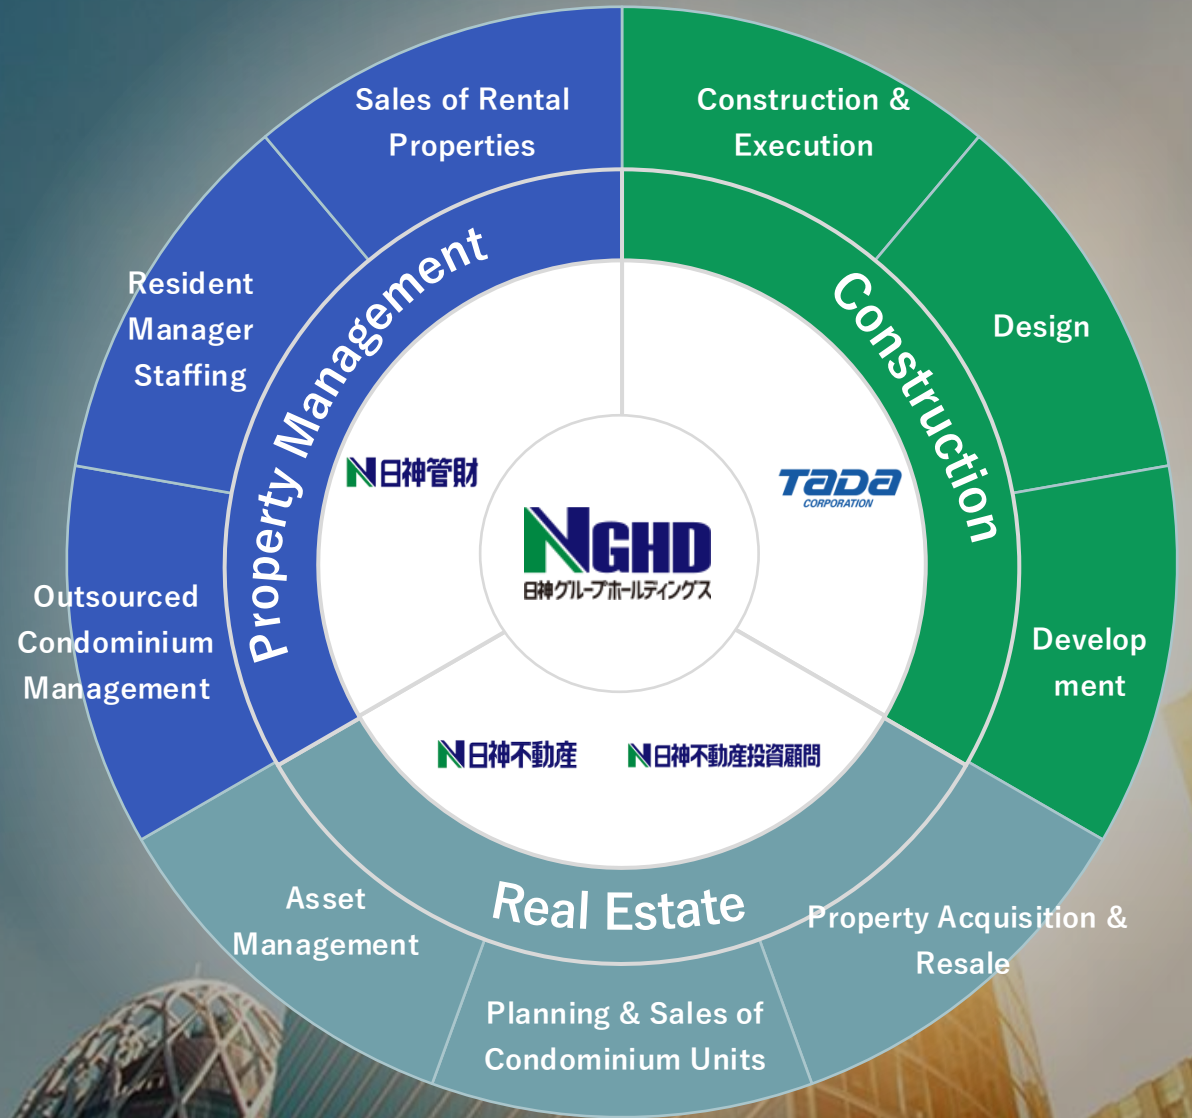 Sales of Rental
Properties
Construction &
Execution
Resident
Manager
Staffing
Property Management
Construction
Design
N日神管財
TADA
CORPORATION
NGHD
日神グループホールディングス
Outsourced
Condominium
Management
Develop
ment
N日神不動産
N日神不動産投資顧問
Real Estate
Asset
Management
Property Acquisition &
Resale
Planning & Sales of
Condominium Units